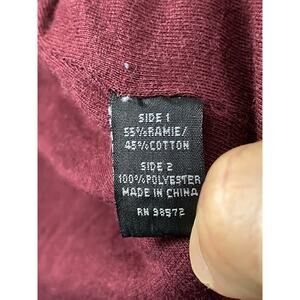 SIDE 1
55%RAMIE/
45%COTTON
SIDE 2
100%POLYESTER
MADE IN CHINA
RN 98572